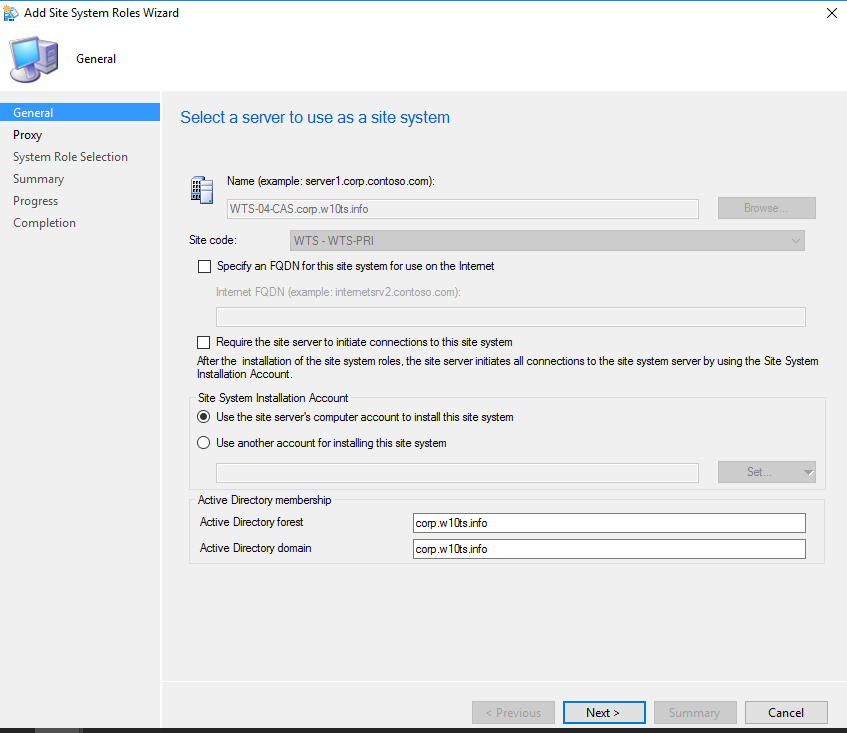 Add Site System Roles Wizard
General
General
Proxy
System Role Selection
Summary
Progress
Completion
Select a server to use as a site system
Name (example: server1.corp.contoso.com):
WTS-04-CAS.corp.w10ts.info
Browse...
Site code:
WTS - WTS-PRI
Specify an FQDN for this site system for use on the Internet
Internet FQDN (example: internetsrv2.contoso.com):
Require the site server to initiate connections to this site system
After the installation of the site system roles, the site server initiates all connections to the site system server by using the Site System
Installation Account.
Site System Installation Account
Use the site server's computer account to install this site system
Use another account for installing this site system
Set...
Active Directory membership
Active Directory forest
corp.w10ts.info
Active Directory domain
corp.w10ts.info
< Previous
Next >
Summary
Cancel